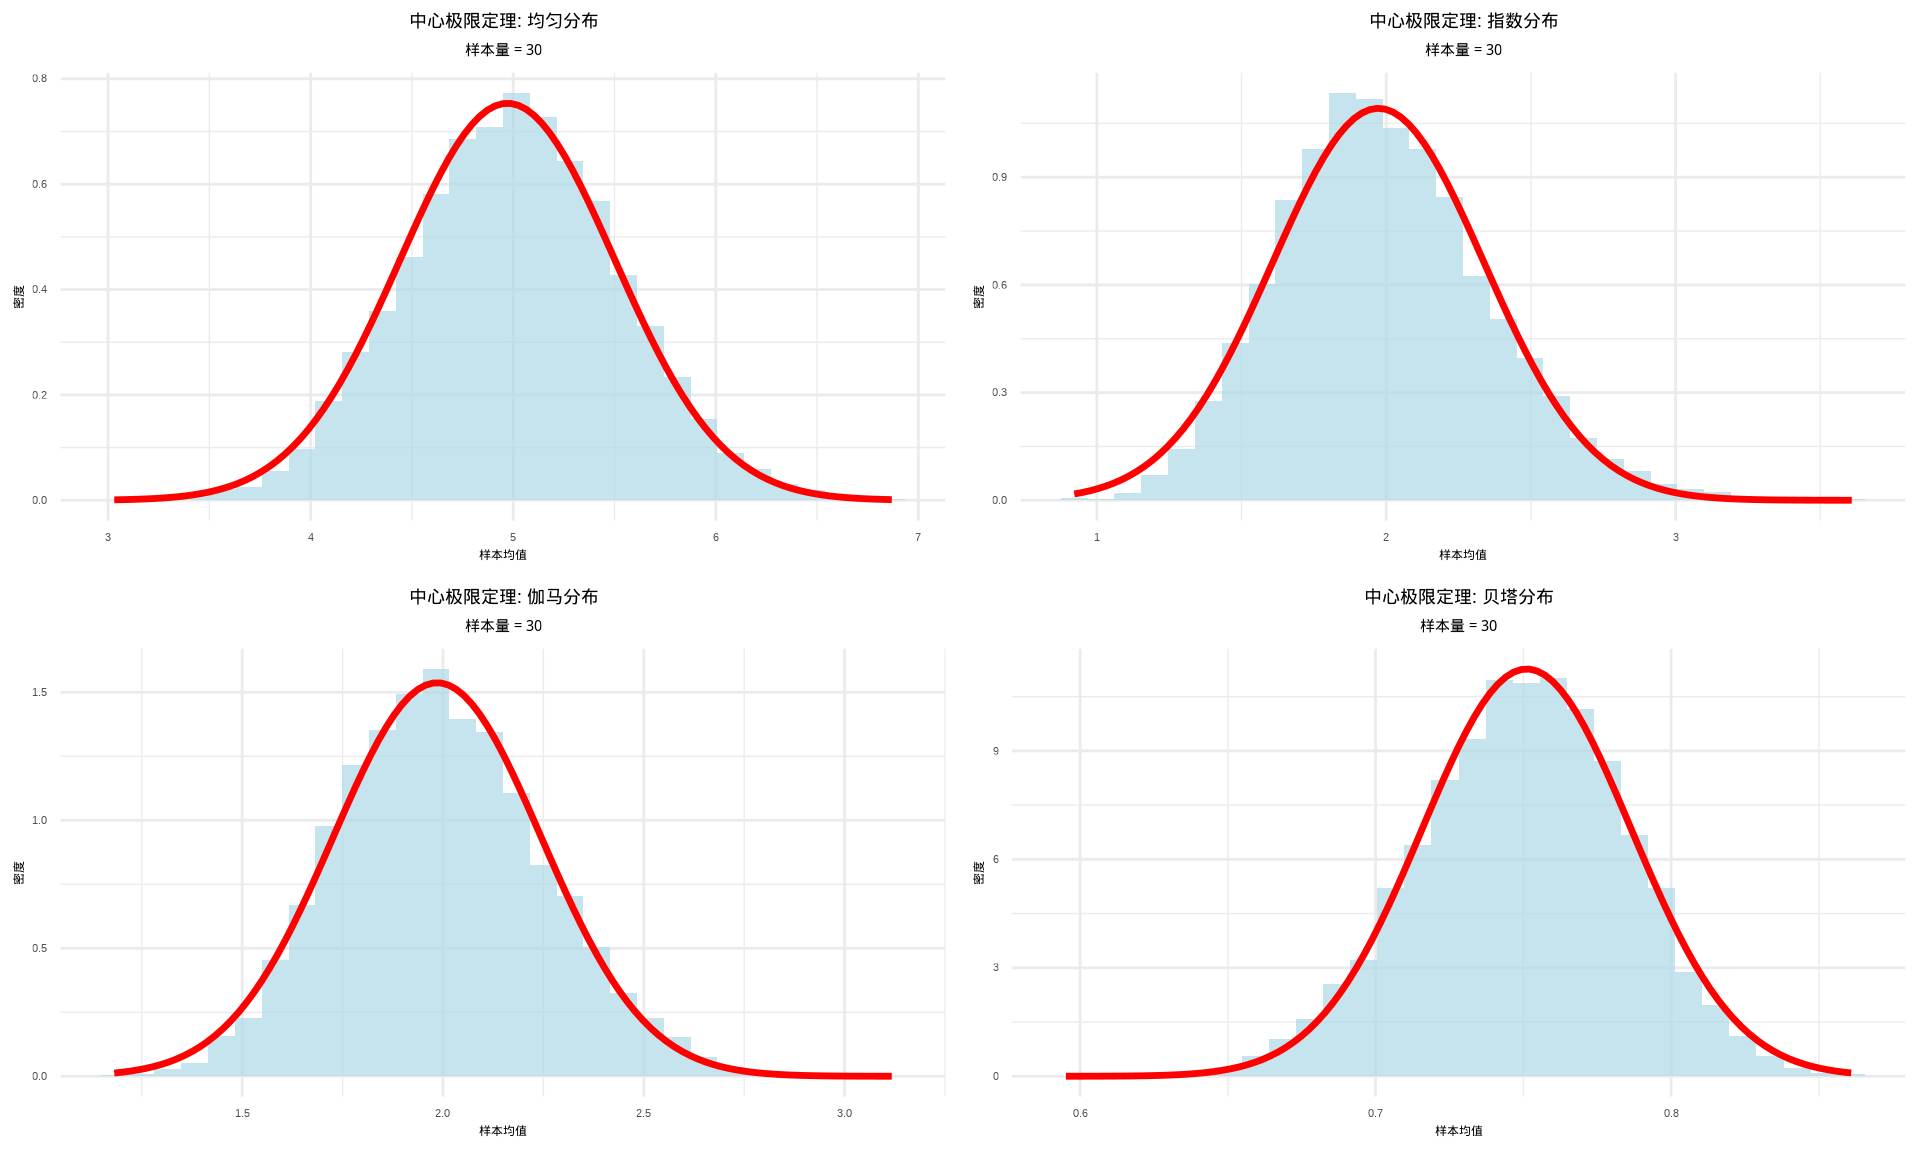 中心极限定理: 均匀分布
样本量 = 30
密度
0.8
0.6
0.4
0.2
0.0
3 4 5 6 7
样本均值
中心极限定理: 指数分布
样本量 = 30
密度
0.9
0.6
0.3
0.0
1 2 3
样本均值
中心极限定理: 伽马分布
样本量 = 30
密度
1.5
1.0
0.5
0.0
1.5 2.0 2.5 3.0
样本均值
中心极限定理: 贝塔分布
样本量 = 30
密度
9
6
3
0
0.6 0.7 0.8
样本均值